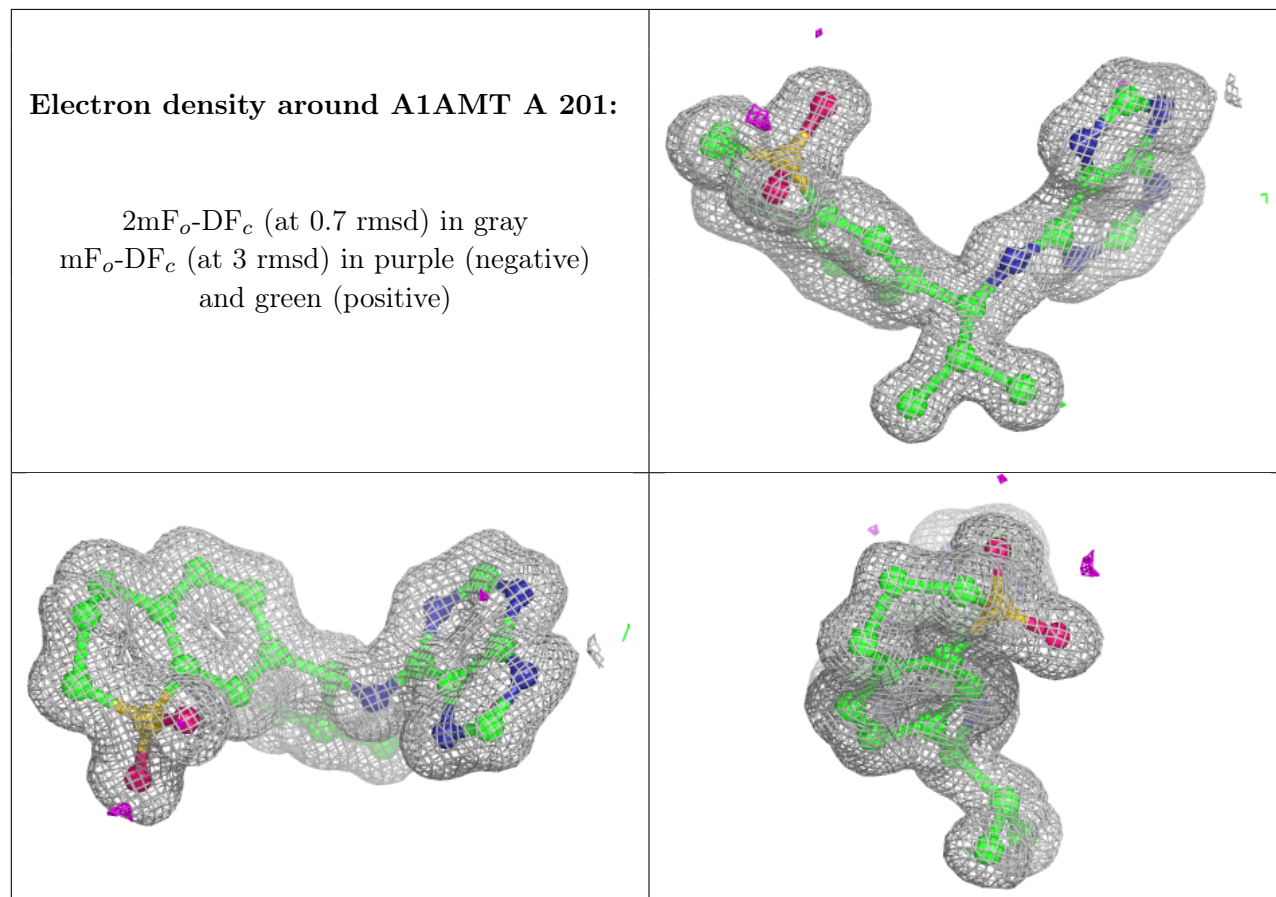 Electron density around A1AMT A 201:
2mFₒ-DF𝒸 (at 0.7 rmsd) in gray
mFₒ-DF𝒸 (at 3 rmsd) in purple (negative)
and green (positive)